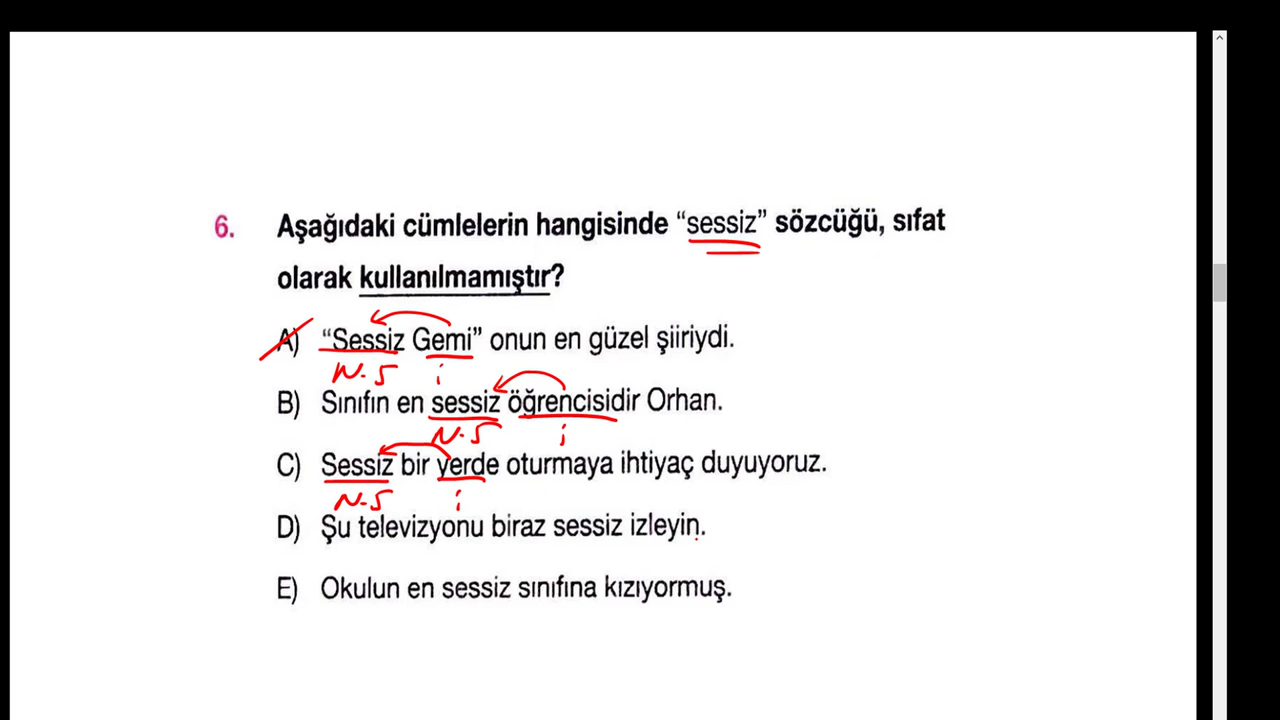 6. Aşağıdaki cümlelerin hangisinde “sessiz” sözcüğü, sıfat
olarak kullanılmamıştır?
A) “Sessiz Gemi” onun en güzel şiiriydi.
N.S i
B) Sınıfın en sessiz öğrencisidir Orhan.
N.S i
C) Sessiz bir yerde oturmaya ihtiyaç duyuyoruz.
N.S i
D) Şu televizyonu biraz sessiz izleyin.
E) Okulun en sessiz sınıfına kızıyormuş.